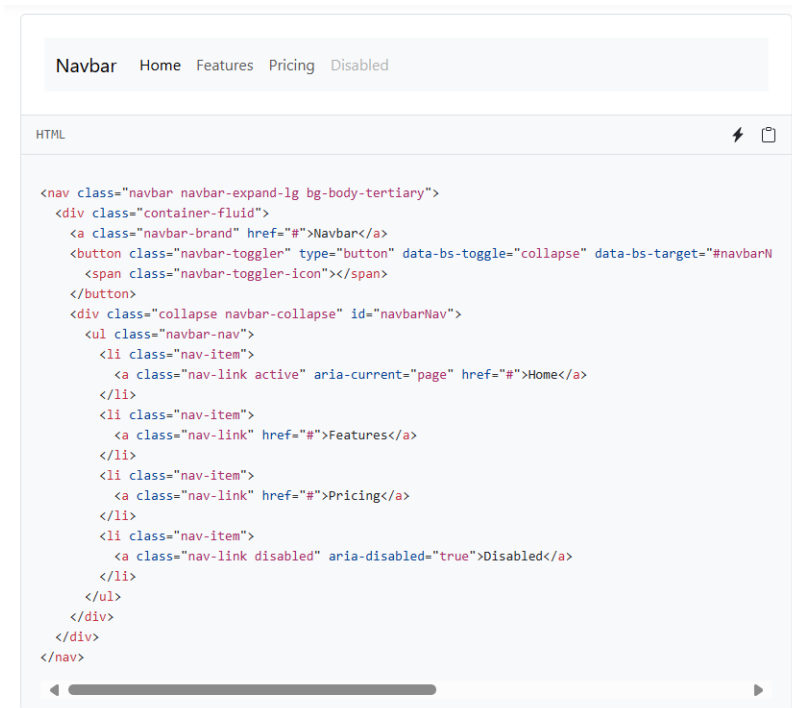 Navbar Home Features Pricing Disabled
HTML
<nav class="navbar navbar-expand-lg bg-body-tertiary">
  <div class="container-fluid">
    <a class="navbar-brand" href="#">Navbar</a>
    <button class="navbar-toggler" type="button" data-bs-toggle="collapse" data-bs-target="#navbarN
      <span class="navbar-toggler-icon"></span>
    </button>
    <div class="collapse navbar-collapse" id="navbarNav">
      <ul class="navbar-nav">
        <li class="nav-item">
          <a class="nav-link active" aria-current="page" href="#">Home</a>
        </li>
        <li class="nav-item">
          <a class="nav-link" href="#">Features</a>
        </li>
        <li class="nav-item">
          <a class="nav-link" href="#">Pricing</a>
        </li>
        <li class="nav-item">
          <a class="nav-link disabled" aria-disabled="true">Disabled</a>
        </li>
      </ul>
    </div>
  </div>
</nav>